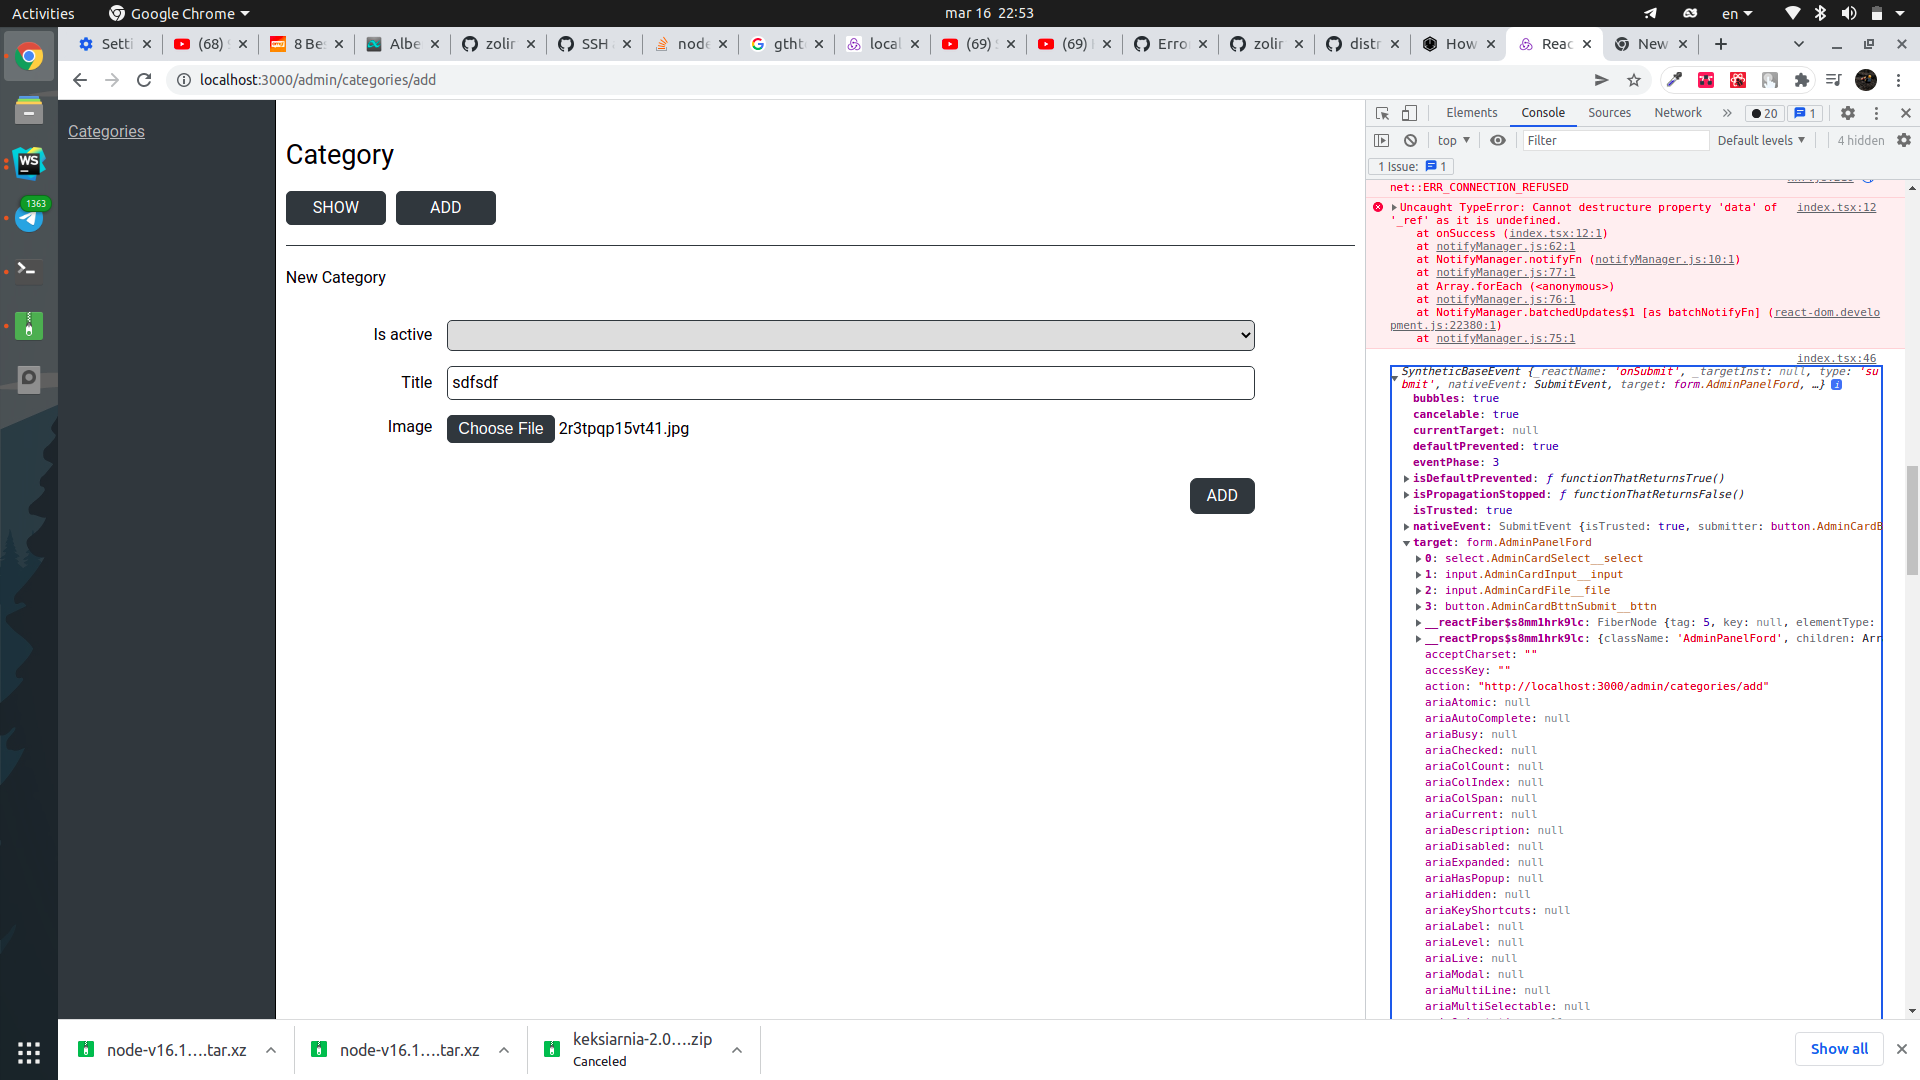 Activities
Google Chrome
mar 16 22:53
en
Setti
(68)
8 Bes
Albe
zolir
SSH
node
gtht
local
(69)
(69)
Erro
zolir
distr
How
Reac
New
localhost:3000/admin/categories/add
Categories
WS
1363
Category
SHOW
ADD
New Category
Is active
Title
sdfsdf
Image
Choose File
2r3tpqp15vt41.jpg
ADD
Elements
Console
Sources
Network
20
1
top
Filter
Default levels
4 hidden
1 Issue:
1
net::ERR_CONNECTION_REFUSED
Uncaught TypeError: Cannot destructure property 'data' of index.tsx:12
'_ref' as it is undefined.
at onSuccess (index.tsx:12:1)
at notifyManager.js:62:1
at NotifyManager.notifyFn (notifyManager.js:10:1)
at notifyManager.js:77:1
at Array.forEach (<anonymous>)
at notifyManager.js:76:1
at NotifyManager.batchedUpdates$1 [as batchNotifyFn] (react-dom.develo
pment.js:22380:1)
at notifyManager.js:75:1
index.tsx:46
SyntheticBaseEvent {_reactName: 'onSubmit', _targetInst: null, type: 'su
bmit', nativeEvent: SubmitEvent, target: form.AdminPanelFord, …}
bubbles: true
cancelable: true
currentTarget: null
defaultPrevented: true
eventPhase: 3
isDefaultPrevented: ƒ functionThatReturnsTrue()
isPropagationStopped: ƒ functionThatReturnsFalse()
isTrusted: true
nativeEvent: SubmitEvent {isTrusted: true, submitter: button.AdminCardB
target: form.AdminPanelFord
0: select.AdminCardSelect__select
1: input.AdminCardInput__input
2: input.AdminCardFile__file
3: button.AdminCardBttnSubmit__bttn
__reactFiber$s8mm1hrk9lc: FiberNode {tag: 5, key: null, elementType:
__reactProps$s8mm1hrk9lc: {className: 'AdminPanelFord', children: Arr
acceptCharset: ""
accessKey: ""
action: "http://localhost:3000/admin/categories/add"
ariaAtomic: null
ariaAutoComplete: null
ariaBusy: null
ariaChecked: null
ariaColCount: null
ariaColIndex: null
ariaColSpan: null
ariaCurrent: null
ariaDescription: null
ariaDisabled: null
ariaExpanded: null
ariaHasPopup: null
ariaHidden: null
ariaKeyShortcuts: null
ariaLabel: null
ariaLevel: null
ariaLive: null
ariaModal: null
ariaMultiLine: null
ariaMultiSelectable: null
node-v16.1....tar.xz
node-v16.1....tar.xz
keksiarnia-2.0....zip
Canceled
Show all